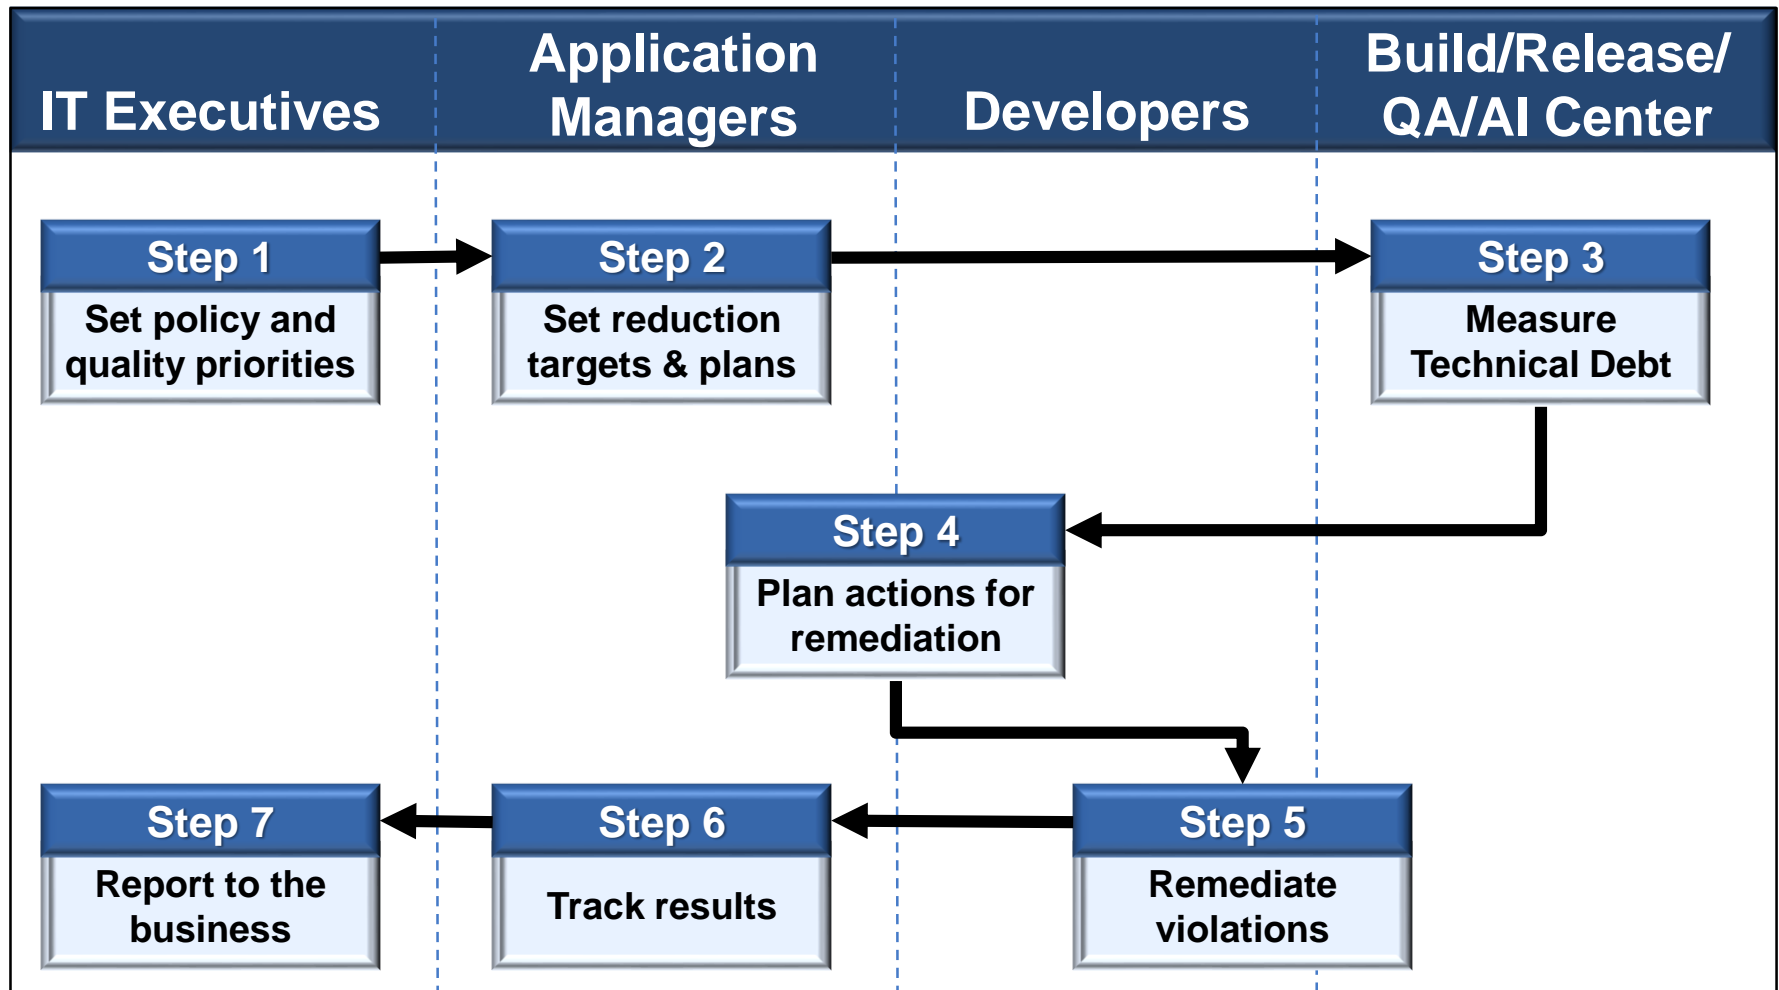 IT Executives
Application
Managers
Developers
Build/Release/
QA/AI Center
Step 1
Set policy and
quality priorities
Step 2
Set reduction
targets & plans
Step 3
Measure
Technical Debt
Step 4
Plan actions for
remediation
Step 5
Remediate
violations
Step 6
Track results
Step 7
Report to the
business